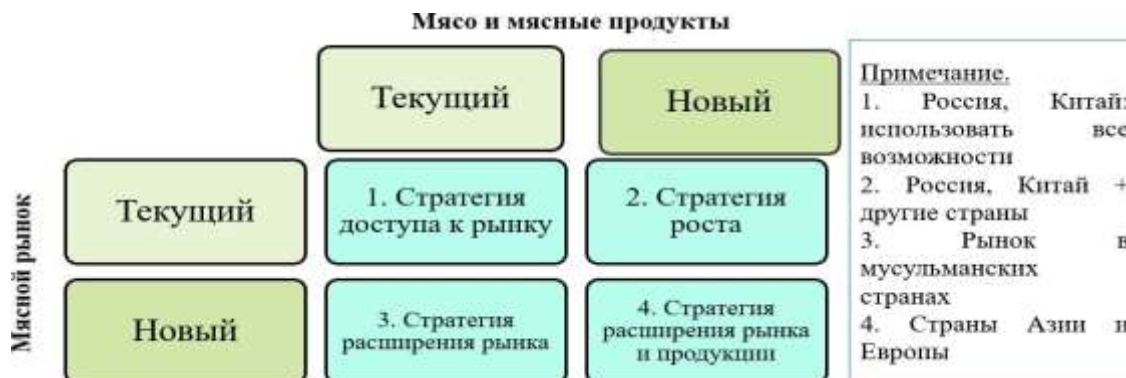 Мясо и мясные продукты
Текущий
Новый
Мясной рынок
Текущий
1. Стратегия
доступа к рынку
2. Стратегия
роста
Новый
3. Стратегия
расширения рынка
4. Стратегия
расширения рынка
и продукции
Примечание.
1. Россия, Китай:
использовать все
возможности
2. Россия, Китай +
другие страны
3. Рынок в
мусульманских
странах
4. Страны Азии и
Европы